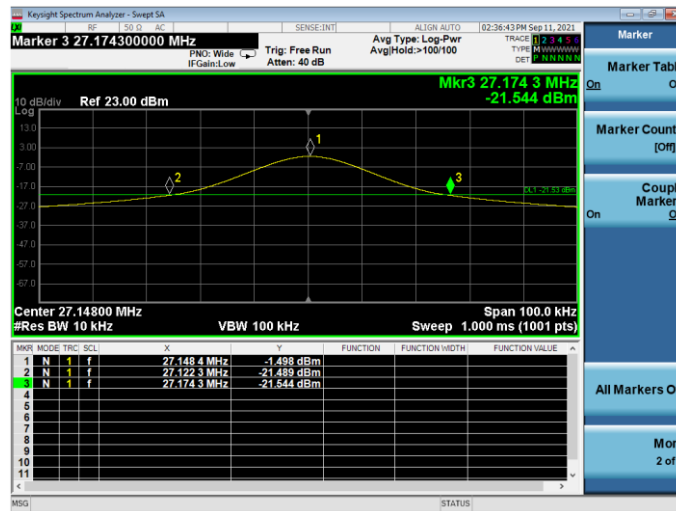 Keysight Spectrum Analyzer - Swept SA
RF 50 Ω AC SENSE:INT ALIGN AUTO 02:36:43 PM Sep 11, 2021
Marker 3 27.174300000 MHz
PNO: Wide
IFGain:Low
Trig: Free Run
Atten: 40 dB
Avg Type: Log-Pwr
Avg|Hold:>100/100
TRACE 1 2 3 4 5 6
TYPE M WWWWW
DET P N N N N N
Mkr3 27.174 3 MHz
-21.544 dBm
10 dB/div Ref 23.00 dBm
Log
13.0
3.00
-7.00
-17.0
-27.0
-37.0
-47.0
-57.0
-67.0
1
2
3
DL1 -21.53 dBm
Center 27.14800 MHz Span 100.0 kHz
#Res BW 10 kHz VBW 100 kHz Sweep 1.000 ms (1001 pts)
MKR MODE TRC SCL X Y FUNCTION FUNCTION WIDTH FUNCTION VALUE
1 N 1 f 27.148 4 MHz -1.498 dBm
2 N 1 f 27.122 3 MHz -21.489 dBm
3 N 1 f 27.174 3 MHz -21.544 dBm
4
5
6
7
8
9
10
11
MSG STATUS
Marker
Marker Tabl
On O
Marker Count
[Off]
Coupl
Marker
On O
All Markers O
Mor
2 of